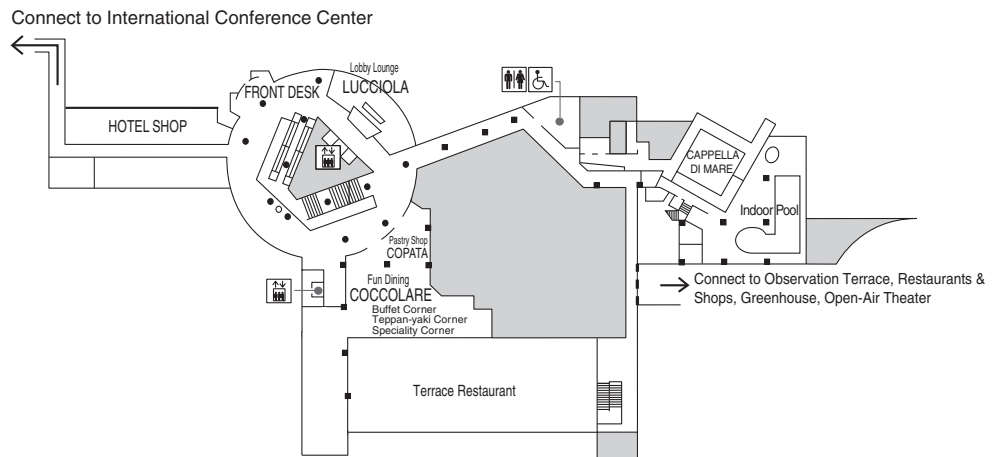 Connect to International Conference Center
Lobby Lounge
LUCCIOLA
FRONT DESK
HOTEL SHOP
CAPPELLA
DI MARE
Indoor Pool
Pastry Shop
COPATA
Fun Dining
COCCOLARE
Buffet Corner
Teppan-yaki Corner
Speciality Corner
Connect to Observation Terrace, Restaurants &
Shops, Greenhouse, Open-Air Theater
Terrace Restaurant